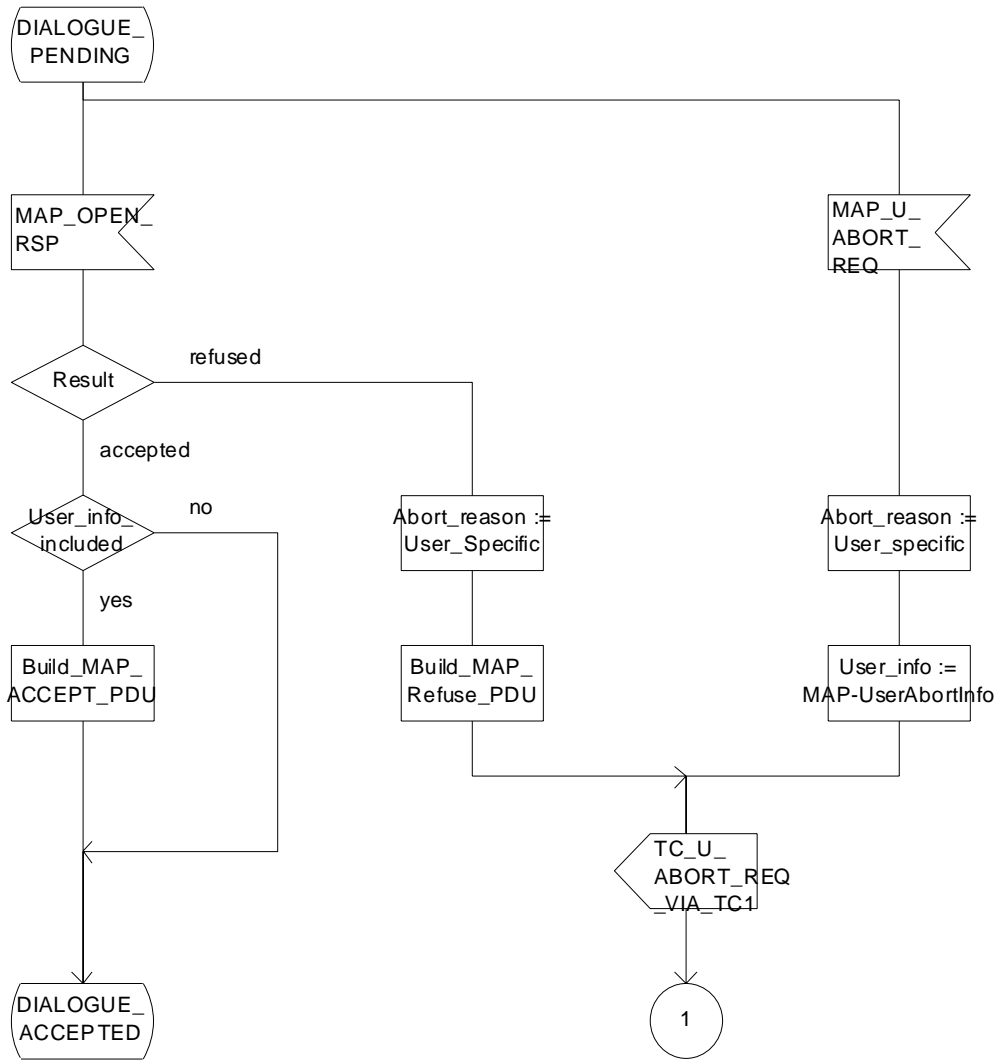 DIALOGUE_
PENDING
MAP_OPEN_
RSP
MAP_U_
ABORT_
REQ
Result
refused
accepted
User_info_
included
no
yes
Abort_reason :=
User_Specific
Abort_reason :=
User_specific
Build_MAP_
ACCEPT_PDU
Build_MAP_
Refuse_PDU
User_info :=
MAP-UserAbortInfo
TC_U_
ABORT_REQ
_VIA_TC1
DIALOGUE_
ACCEPTED
1